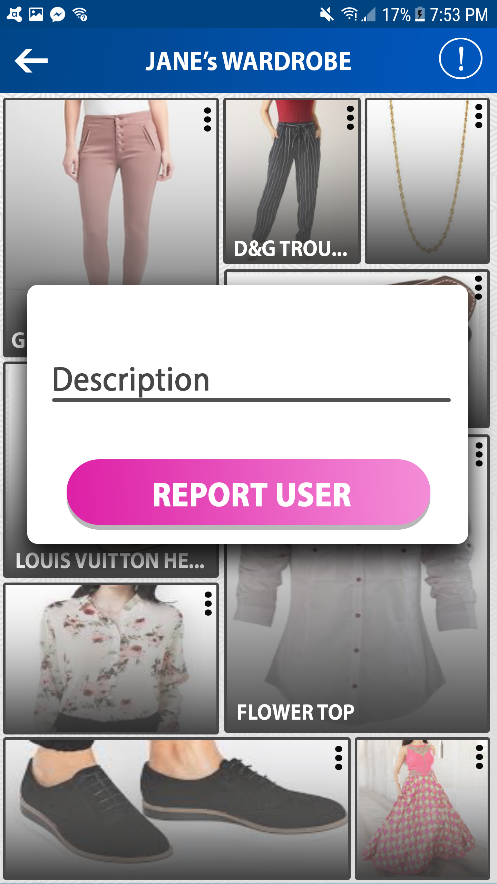 17% 7:53 PM
JANE's WARDROBE
D&G TROU...
G
Description
REPORT USER
LOUIS VUITTON HE...
FLOWER TOP